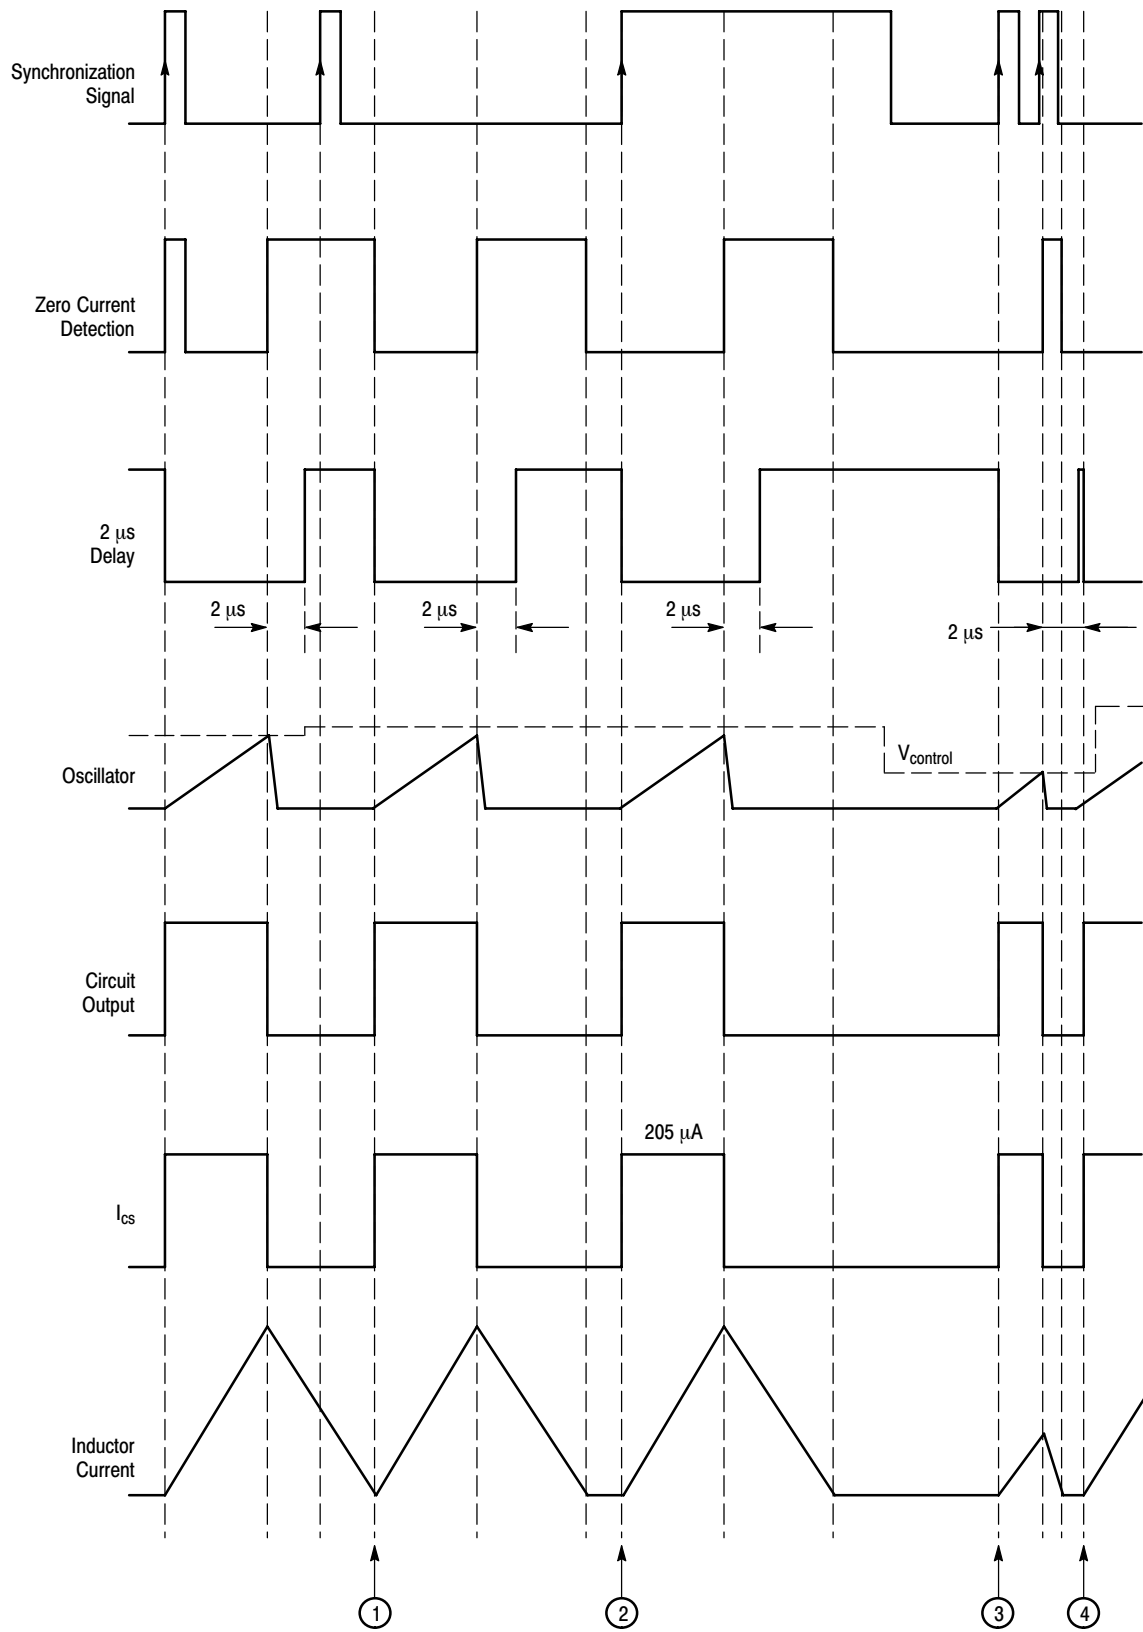 Synchronization
Signal
Zero Current
Detection
2 μs
Delay
2 μs
2 μs
2 μs
2 μs
Oscillator
Vcontrol
Circuit
Output
205 μA
Ics
Inductor
Current
1
2
3
4